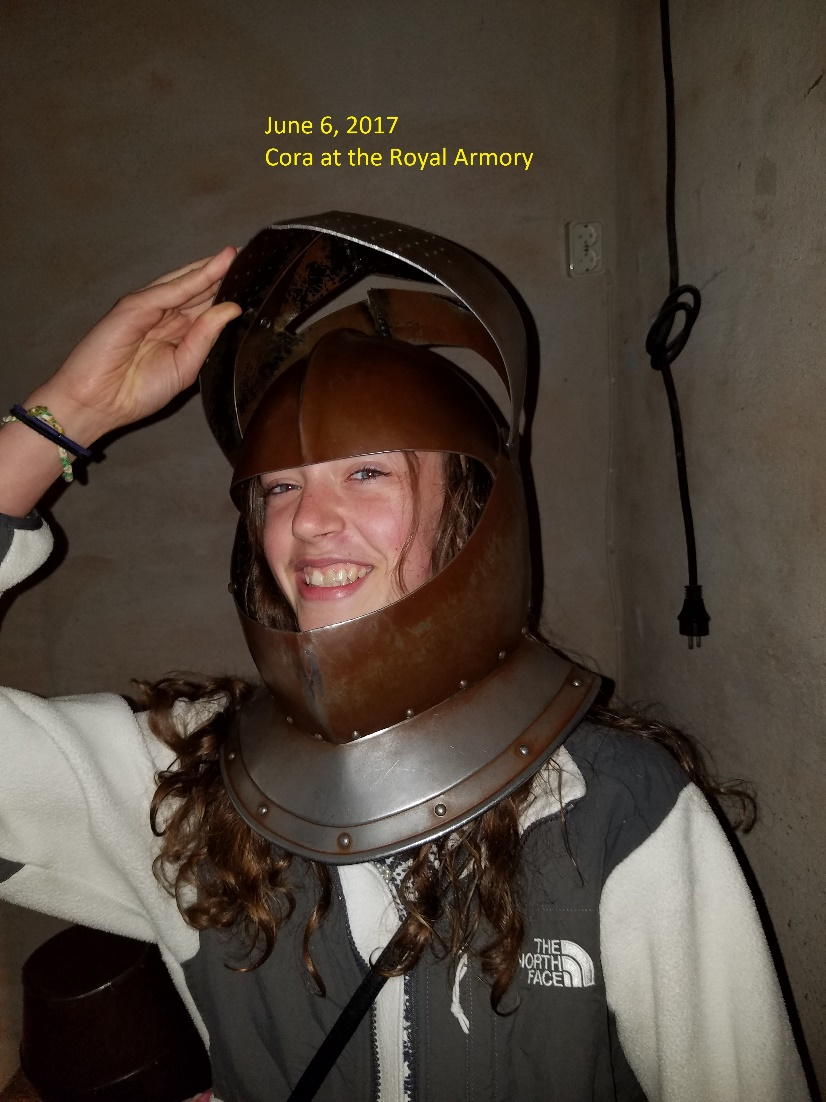 June 6, 2017
Cora at the Royal Armory
THE
NORTH
FACE